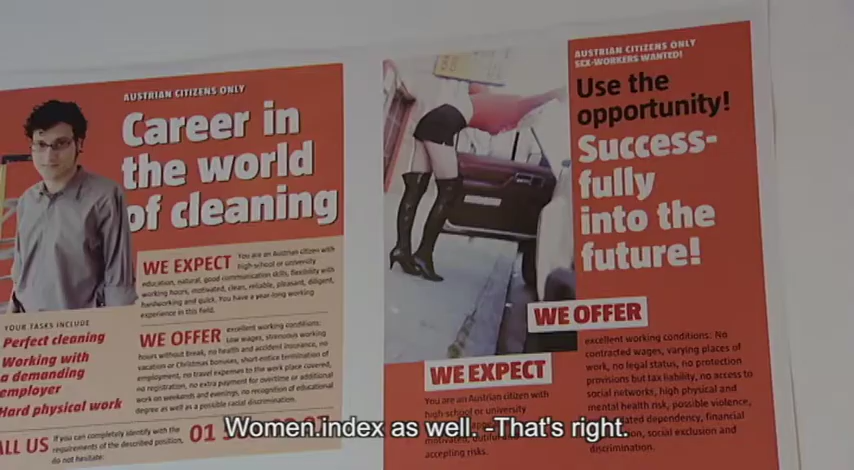 AUSTRIAN CITIZENS ONLY
Career in
the world
of cleaning
WE EXPECT You are an Austrian citizen with
high-school or university
education, natural, good communication skills, flexibility with
working hours, motivated, clean, reliable, pleasant, diligent,
hardworking and quick. You have a year-long working
experience in this field.
YOUR TASKS INCLUDE
Perfect cleaning
Working with
a demanding
employer
Hard physical work
WE OFFER excellent working conditions:
Low wages, strenuous working
hours without break, no health and accident insurance, no
vacation or Christmas bonuses, short-notice termination of
employment, no travel expenses to the work place covered,
no registration, no extra payment for overtime or additional
work on weekends and evenings, no recognition of educational
degree as well as a possible racial discrimination.
ALL US If you can completely identify with the
requirements of the described position,
do not hesitate:
01
AUSTRIAN CITIZENS ONLY
SEX-WORKERS WANTED!
Use the
opportunity!
Success-
fully
into the
future!
WE OFFER
excellent working conditions: No
contracted wages, varying places of
work, no legal status, no protection
provisions but tax liability, no access to
social networks, high physical and
mental health risk, possible violence,
dependency, financial
social exclusion and
discrimination.
WE EXPECT
You are an Austrian citizen with
high-school or university
motivated,
accepting risks.
Women.index as well. -That's right.